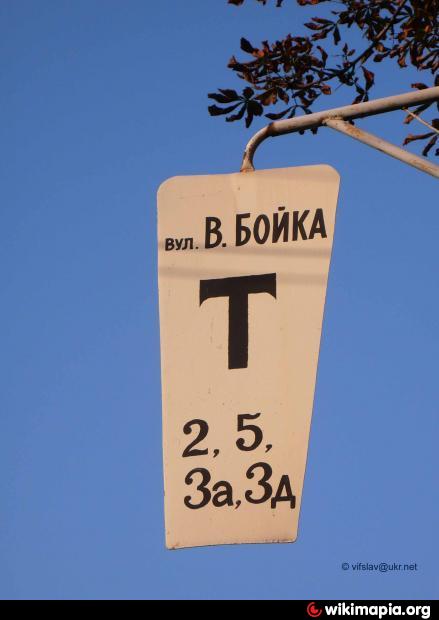 вул. В. БОЙКА
Т
2, 5,
3а, 3д
© vifslav@ukr.net
wikimapia.org